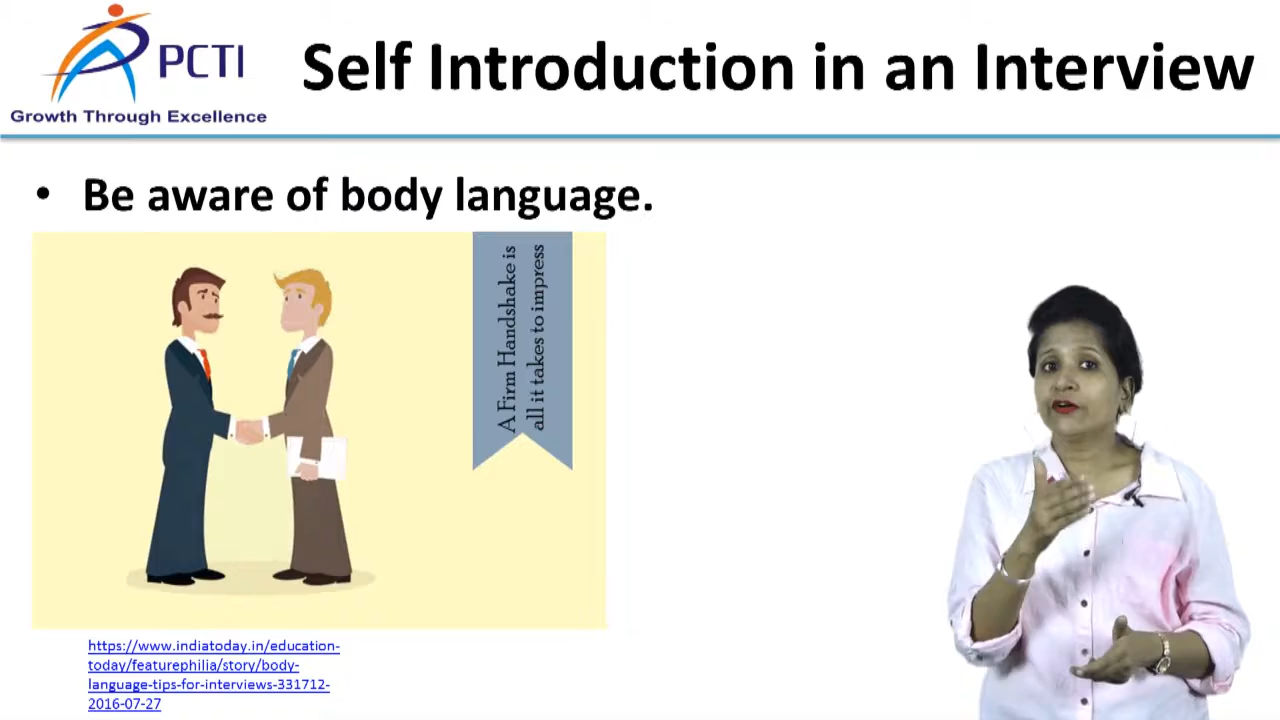 PCTI
Growth Through Excellence
Self Introduction in an Interview
• Be aware of body language.
A Firm Handshake is
all it takes to impress
https://www.indiatoday.in/education-
today/featurephilia/story/body-
language-tips-for-interviews-331712-
2016-07-27